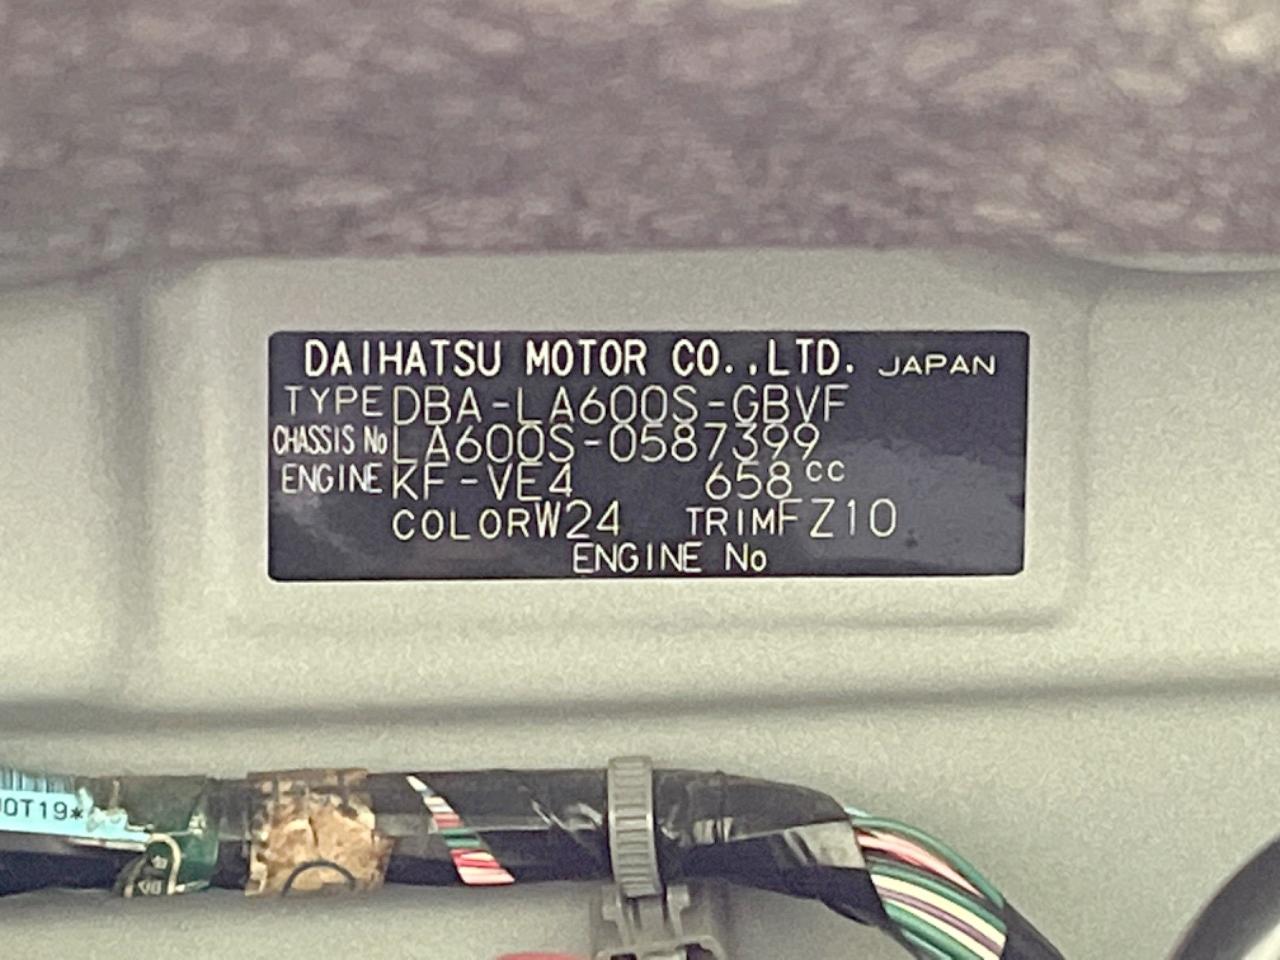 DAIHATSU MOTOR CO.,LTD. JAPAN
TYPE DBA-LA600S-GBVF
CHASSIS No LA600S-0587399
ENGINE KF-VE4 658cc
COLOR W24 TRIM FZ10
ENGINE No
0T19*